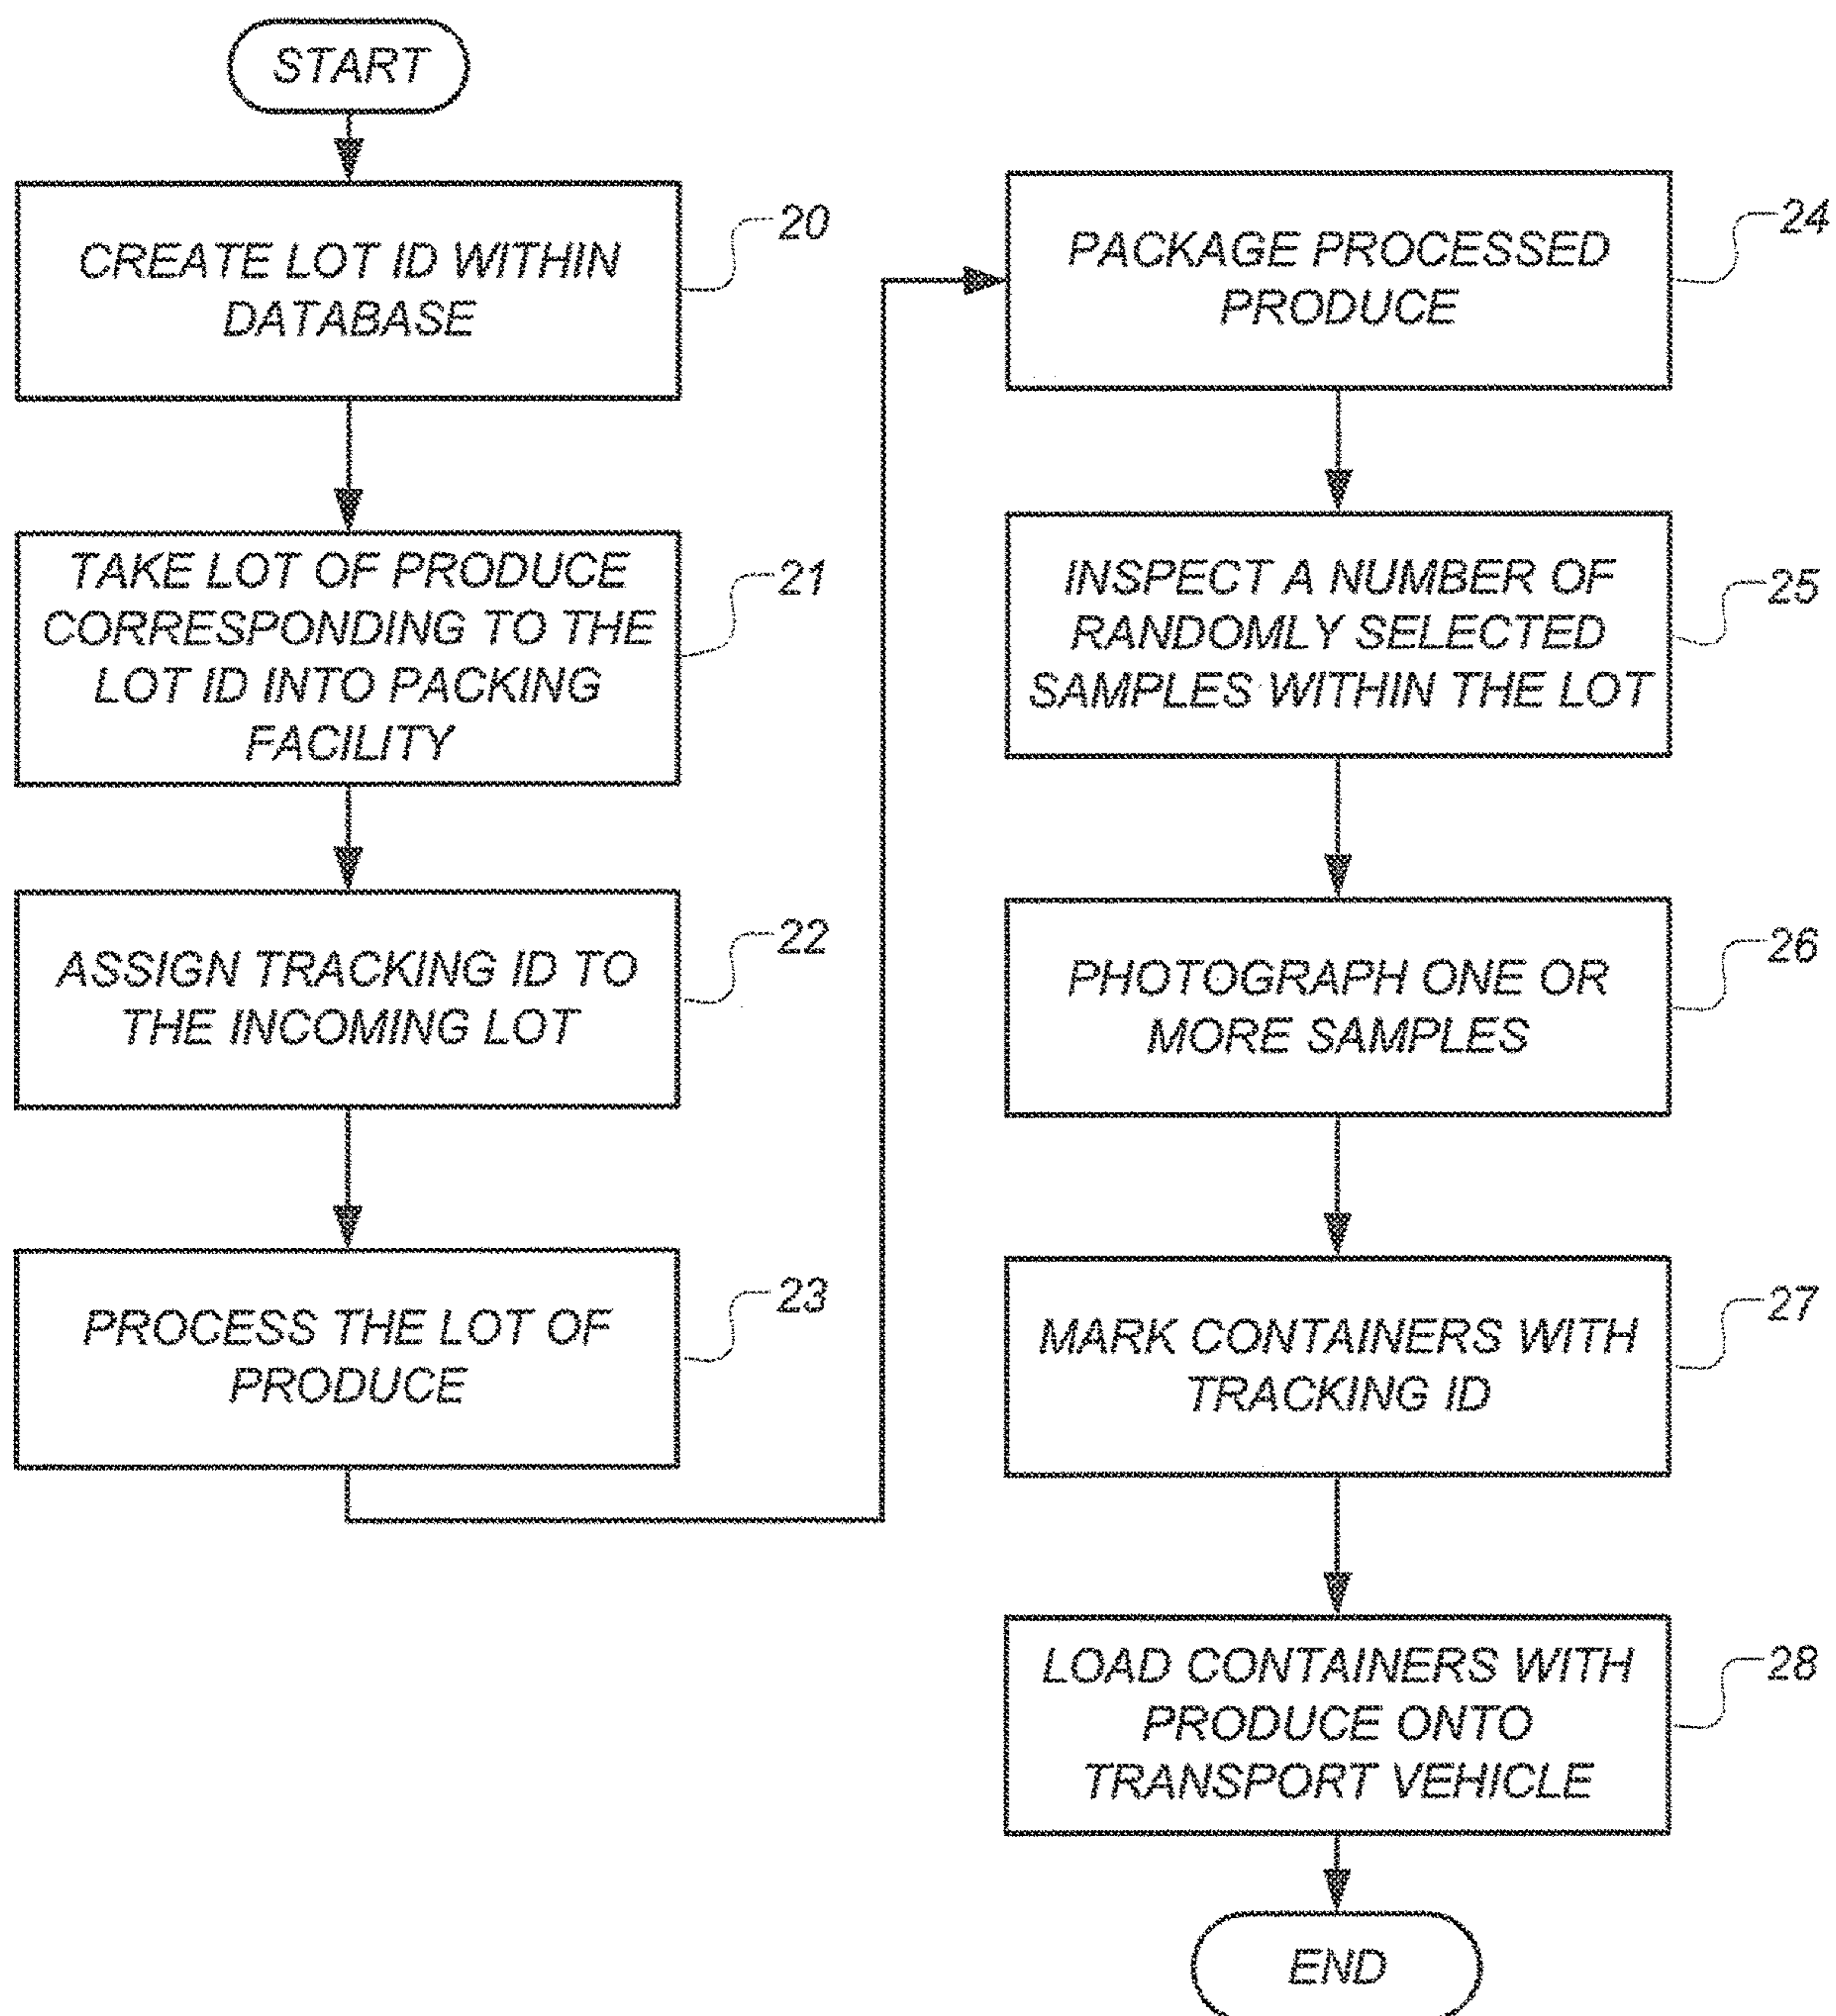 START
CREATE LOT ID WITHIN
DATABASE
20
TAKE LOT OF PRODUCE
CORRESPONDING TO THE
LOT ID INTO PACKING
FACILITY
21
ASSIGN TRACKING ID TO
THE INCOMING LOT
22
PROCESS THE LOT OF
PRODUCE
23
PACKAGE PROCESSED
PRODUCE
24
INSPECT A NUMBER OF
RANDOMLY SELECTED
SAMPLES WITHIN THE LOT
25
PHOTOGRAPH ONE OR
MORE SAMPLES
26
MARK CONTAINERS WITH
TRACKING ID
27
LOAD CONTAINERS WITH
PRODUCE ONTO
TRANSPORT VEHICLE
28
END